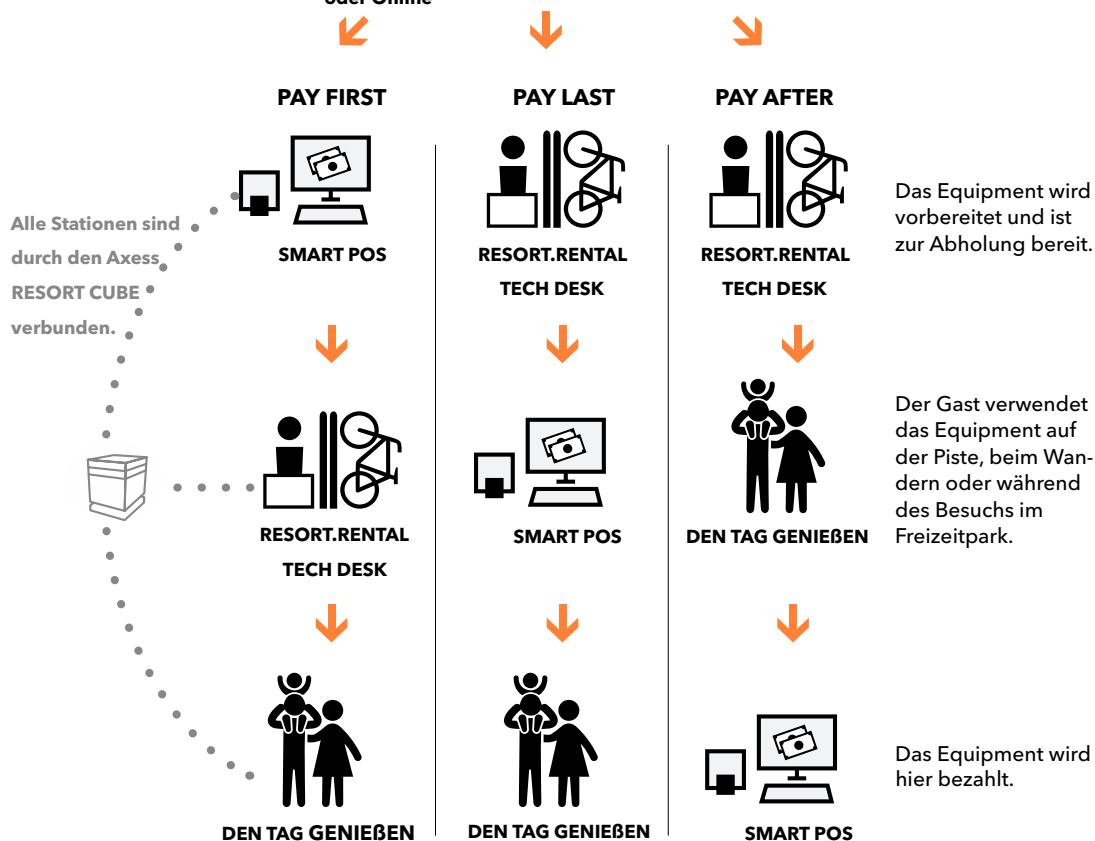 oder Online
PAY FIRST
PAY LAST
PAY AFTER
Alle Stationen sind
durch den Axess
RESORT CUBE
verbunden.
SMART POS
RESORT.RENTAL
TECH DESK
RESORT.RENTAL
TECH DESK
Das Equipment wird
vorbereitet und ist
zur Abholung bereit.
RESORT.RENTAL
TECH DESK
SMART POS
DEN TAG GENIEßEN
Der Gast verwendet
das Equipment auf
der Piste, beim Wan-
dern oder während
des Besuchs im
Freizeitpark.
DEN TAG GENIEßEN
DEN TAG GENIEßEN
SMART POS
Das Equipment wird
hier bezahlt.